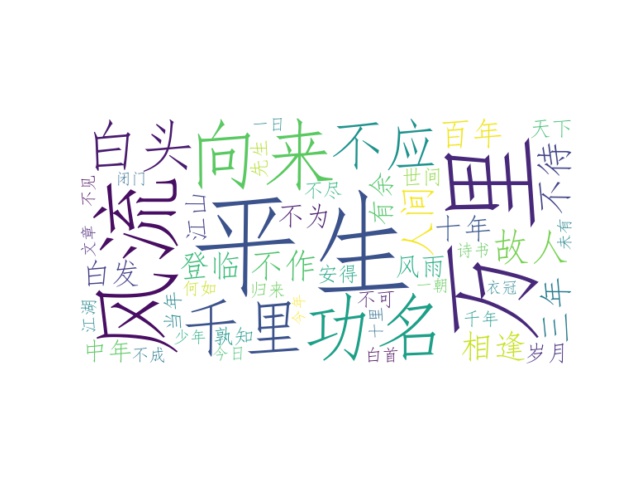 白头
向来
不应
百年
天下
一日
先生
风流
平生
万里
不待
不见
闭门
文章
江山
不为
不尽
有余
世间
人间
十年
故人
诗书
未有
白发
登临
不作
安得
风雨
何如
归来
一朝
衣冠
江湖
当年
千里
功名
今年
不可
十里
千年
三年
中年
不成
少年
孰知
今日
白首
相逢
岁月